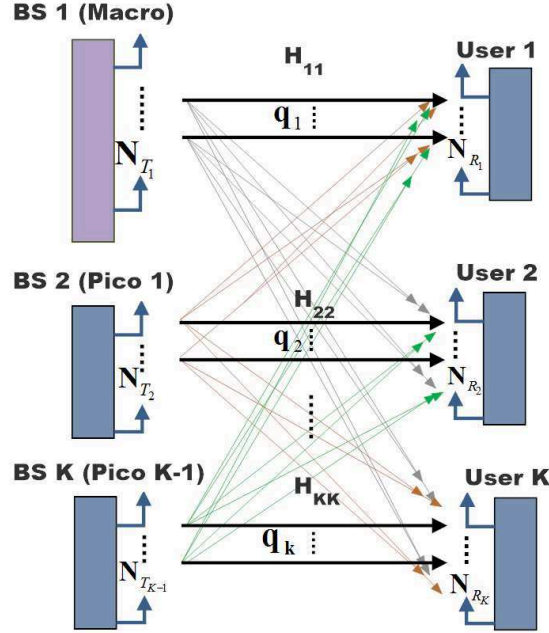 BS 1 (Macro)
H11
User 1
q1
NT1
NR1
BS 2 (Pico 1)
H22
User 2
q2
NT2
NR2
BS K (Pico K-1)
HKK
User K
qk
NTK-1
NRK